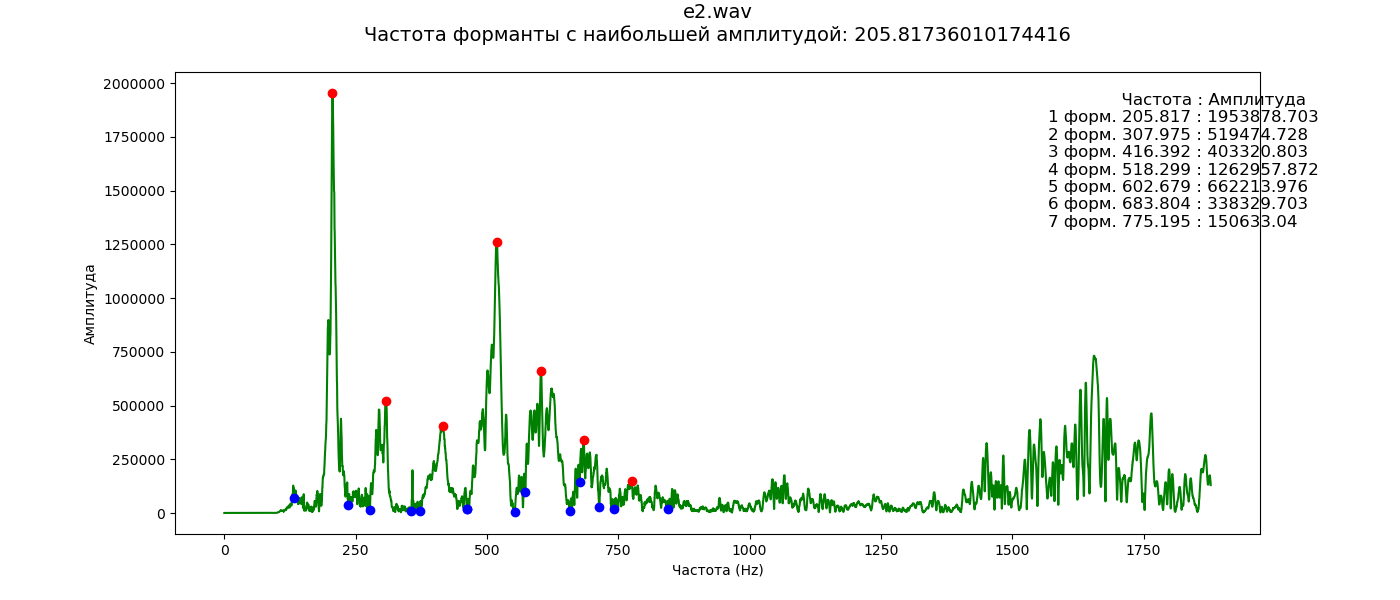 e2.wav
Частота форманты с наибольшей амплитудой: 205.81736010174416
Частота : Амплитуда
1 форм. 205.817 : 1953878.703
2 форм. 307.975 : 519474.728
3 форм. 416.392 : 403320.803
4 форм. 518.299 : 1262957.872
5 форм. 602.679 : 662213.976
6 форм. 683.804 : 338329.703
7 форм. 775.195 : 150633.04
Амплитуда
2000000
1750000
1500000
1250000
1000000
750000
500000
250000
0
0 250 500 750 1000 1250 1500 1750
Частота (Hz)